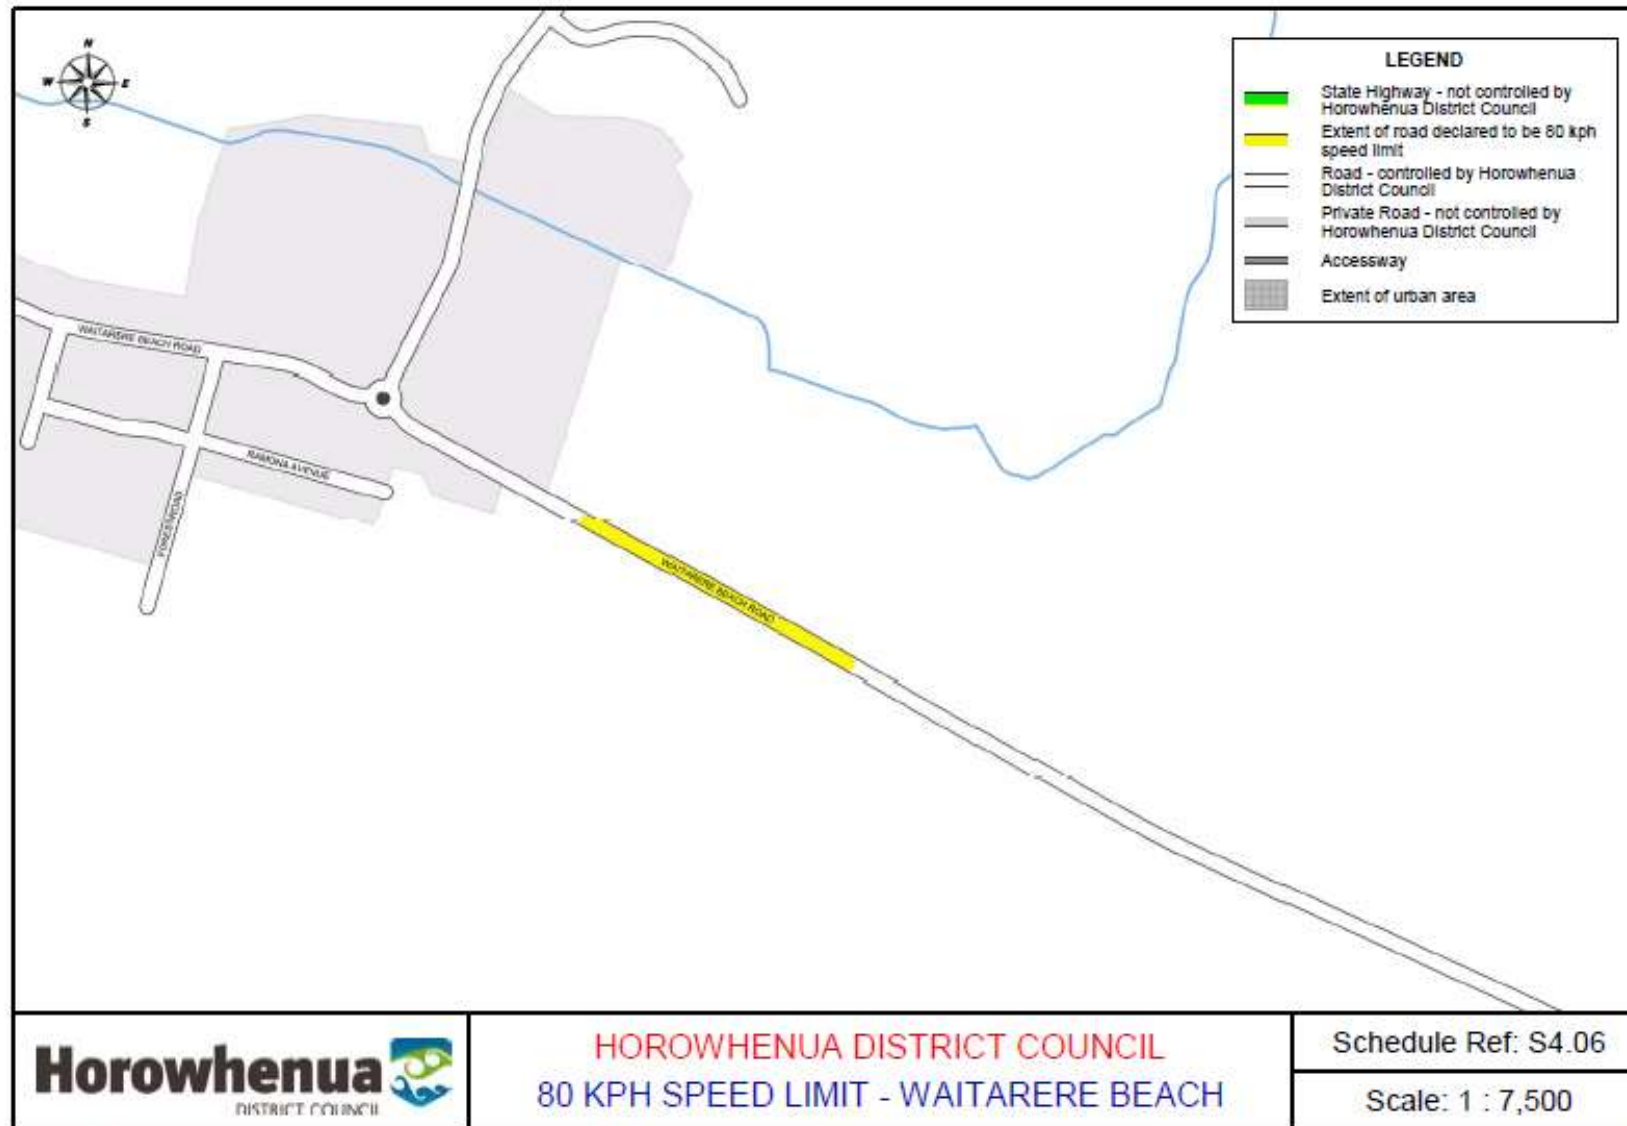 N
W E
S
LEGEND
State Highway - not controlled by
Horowhenua District Council
Extent of road declared to be 80 kph
speed limit
Road - controlled by Horowhenua
District Council
Private Road - not controlled by
Horowhenua District Council
Accessway
Extent of urban area
WAITARERE BEACH ROAD
RAMONA AVENUE
FOREST ROAD
WAITARERE BEACH ROAD
Horowhenua
DISTRICT COUNCIL
HOROWHENUA DISTRICT COUNCIL
80 KPH SPEED LIMIT - WAITARERE BEACH
Schedule Ref: S4.06
Scale: 1 : 7,500